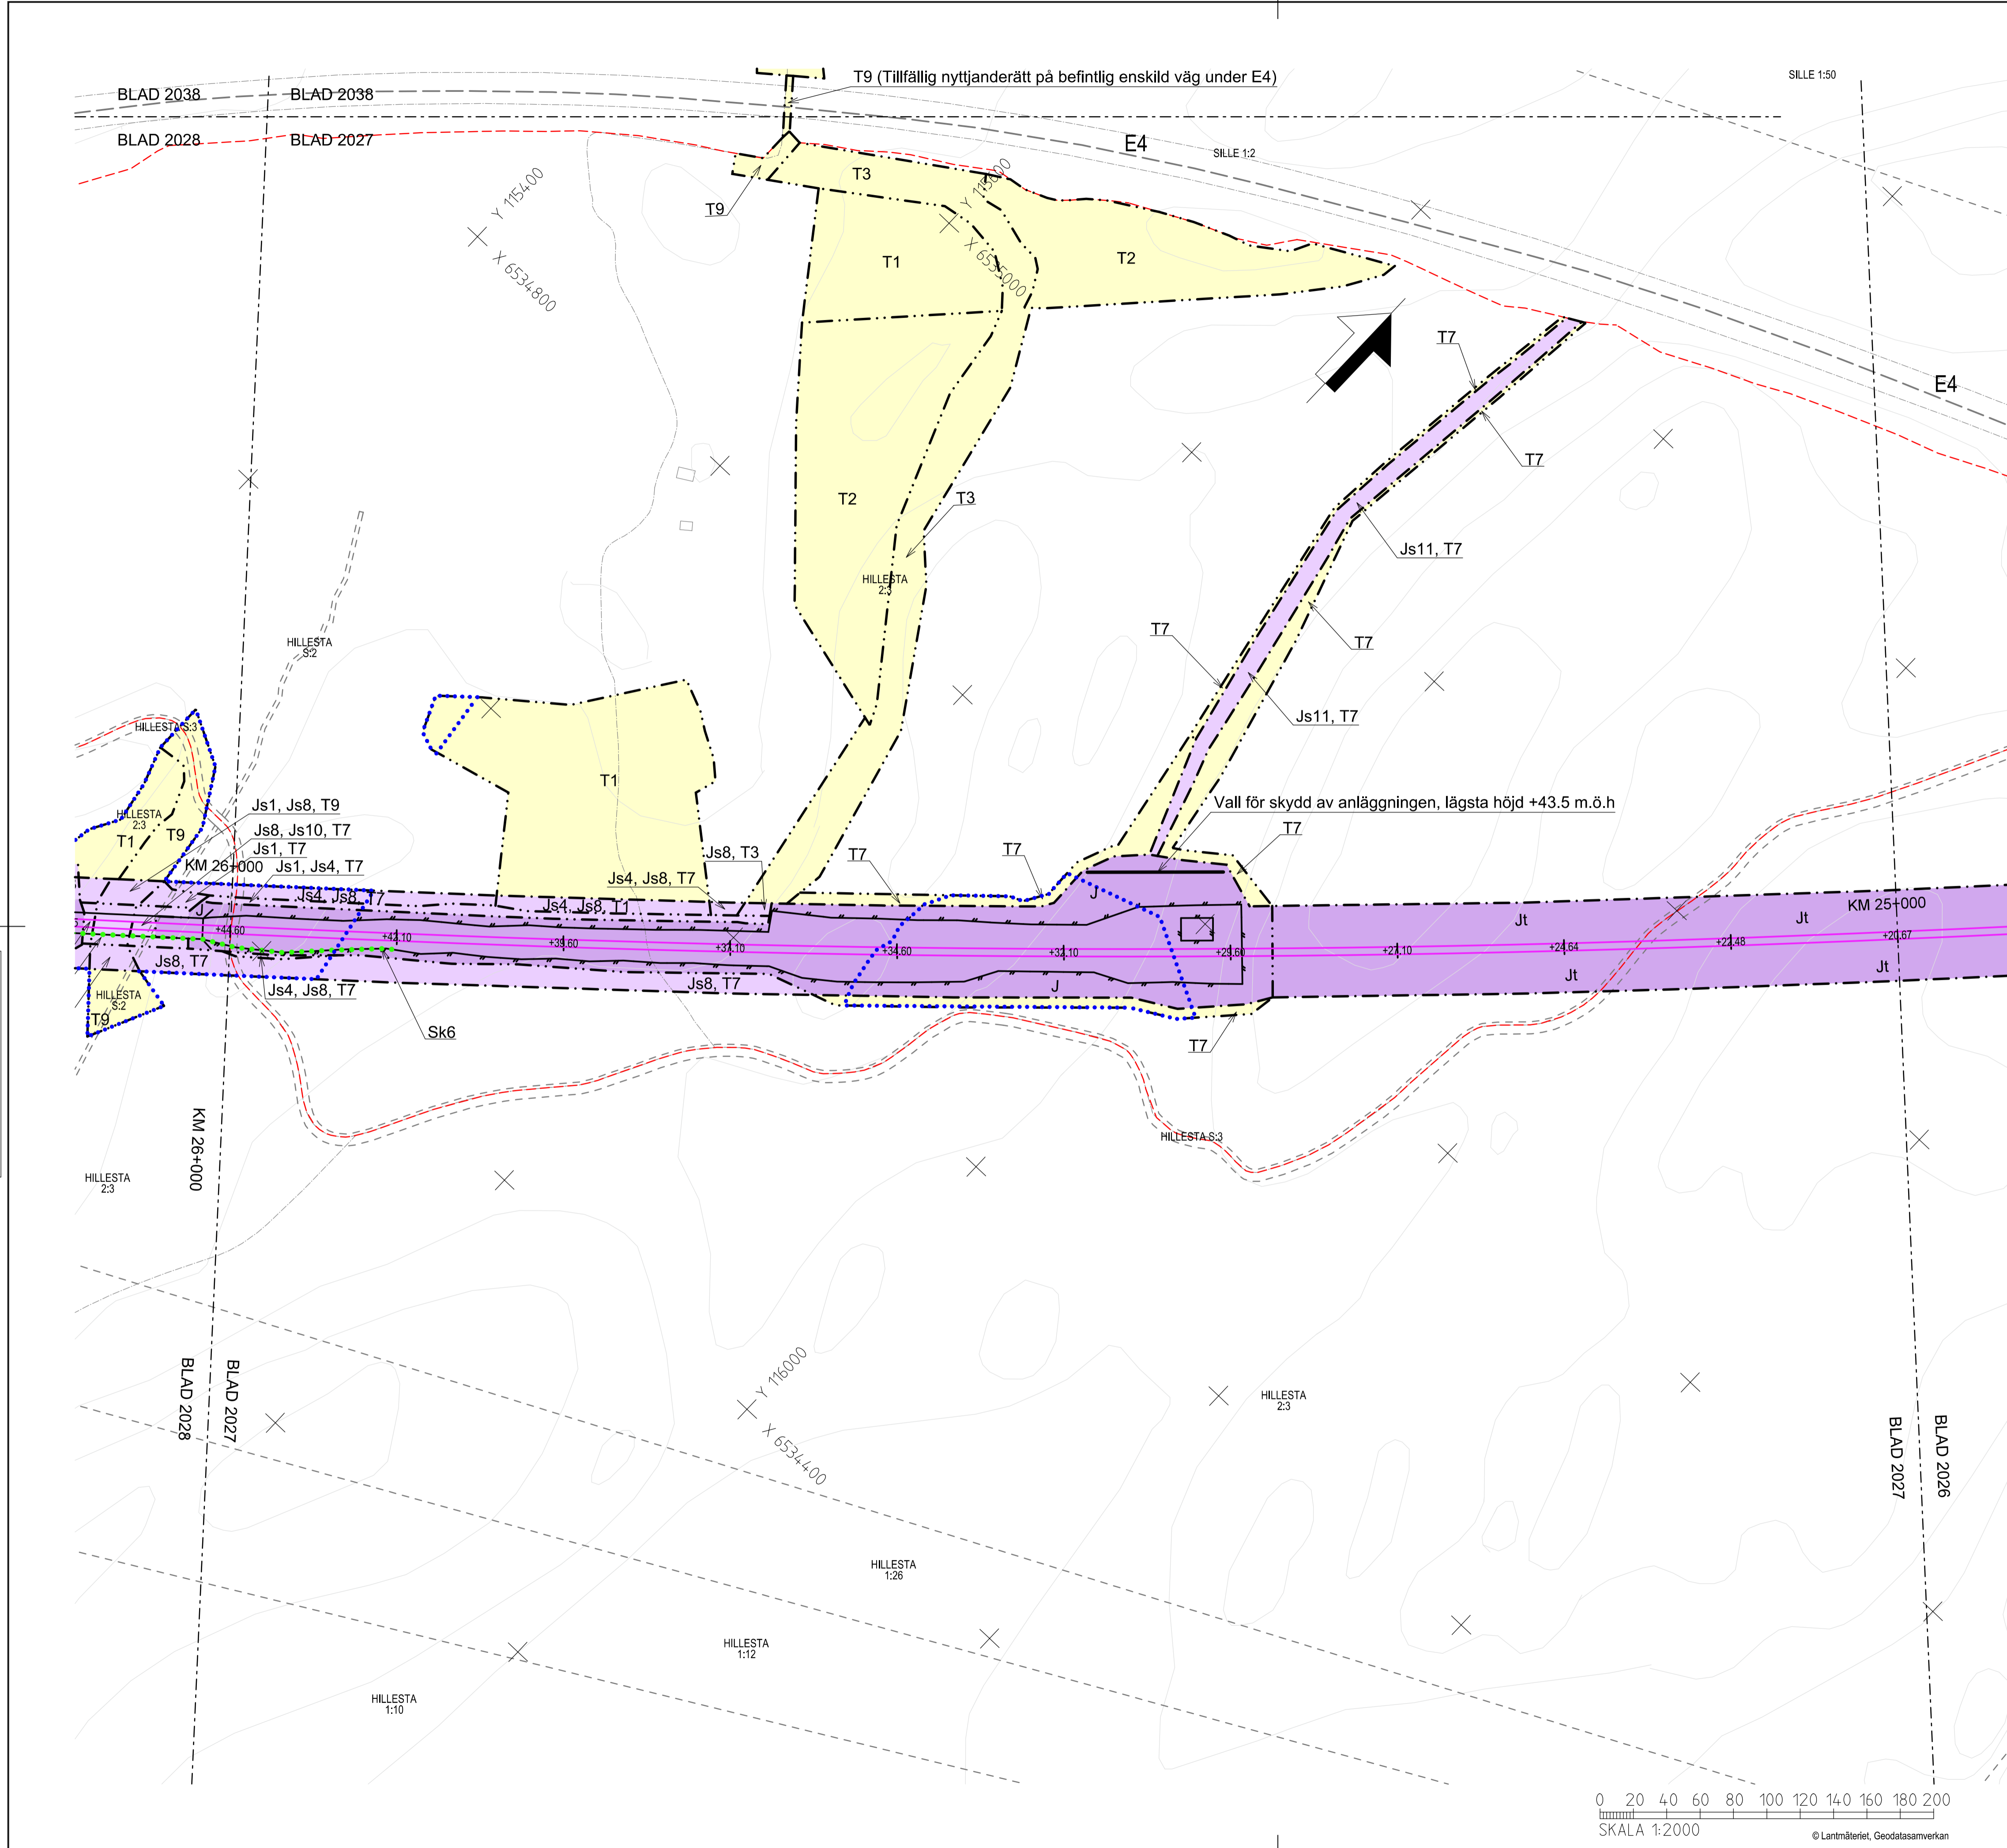 T9 (Tillfällig nyttjanderätt på befintlig enskild väg under E4)
SILLE 1:50
BLAD 2038
BLAD 2038
BLAD 2028
BLAD 2027
E4
SILLE 1:2
T3
T9
Y 115400
X 6534800
Y 115600
X 6535000
T1
T2
T7
E4
T7
T2
T3
Js11, T7
HILLESTA
2:3
HILLESTA
S:2
T7
T7
Js11, T7
HILLESTA S:3
T1
Vall för skydd av anläggningen, lägsta höjd +43.5 m.ö.h
Js1, Js8, T9
HILLESTA
2:3
T1
T9
Js8, Js10, T7
Js1, T7
KM 26+000
Js1, Js4, T7
Js8, T3
T7
T7
T7
Js4, Js8, T7
Js4, Js8, T7
Js4, Js8, T1
J
J
Jt
Jt
KM 25+000
+44.60
+42.10
+39.60
+37.10
+34.60
+32.10
+29.60
+27.10
+24.64
+22.48
+20.67
Js8, T7
Js8, T7
J
Jt
Jt
Js4, Js8, T7
HILLESTA
S:2
T9
Sk6
T7
KM 26+000
HILLESTA S:3
HILLESTA
2:3
BLAD 2028
BLAD 2027
Y 116000
X 6534400
HILLESTA
2:3
BLAD 2027
BLAD 2026
HILLESTA
1:26
HILLESTA
1:12
HILLESTA
1:10
0 20 40 60 80 100 120 140 160 180 200
SKALA 1:2000
© Lantmäteriet, Geodatasamverkan